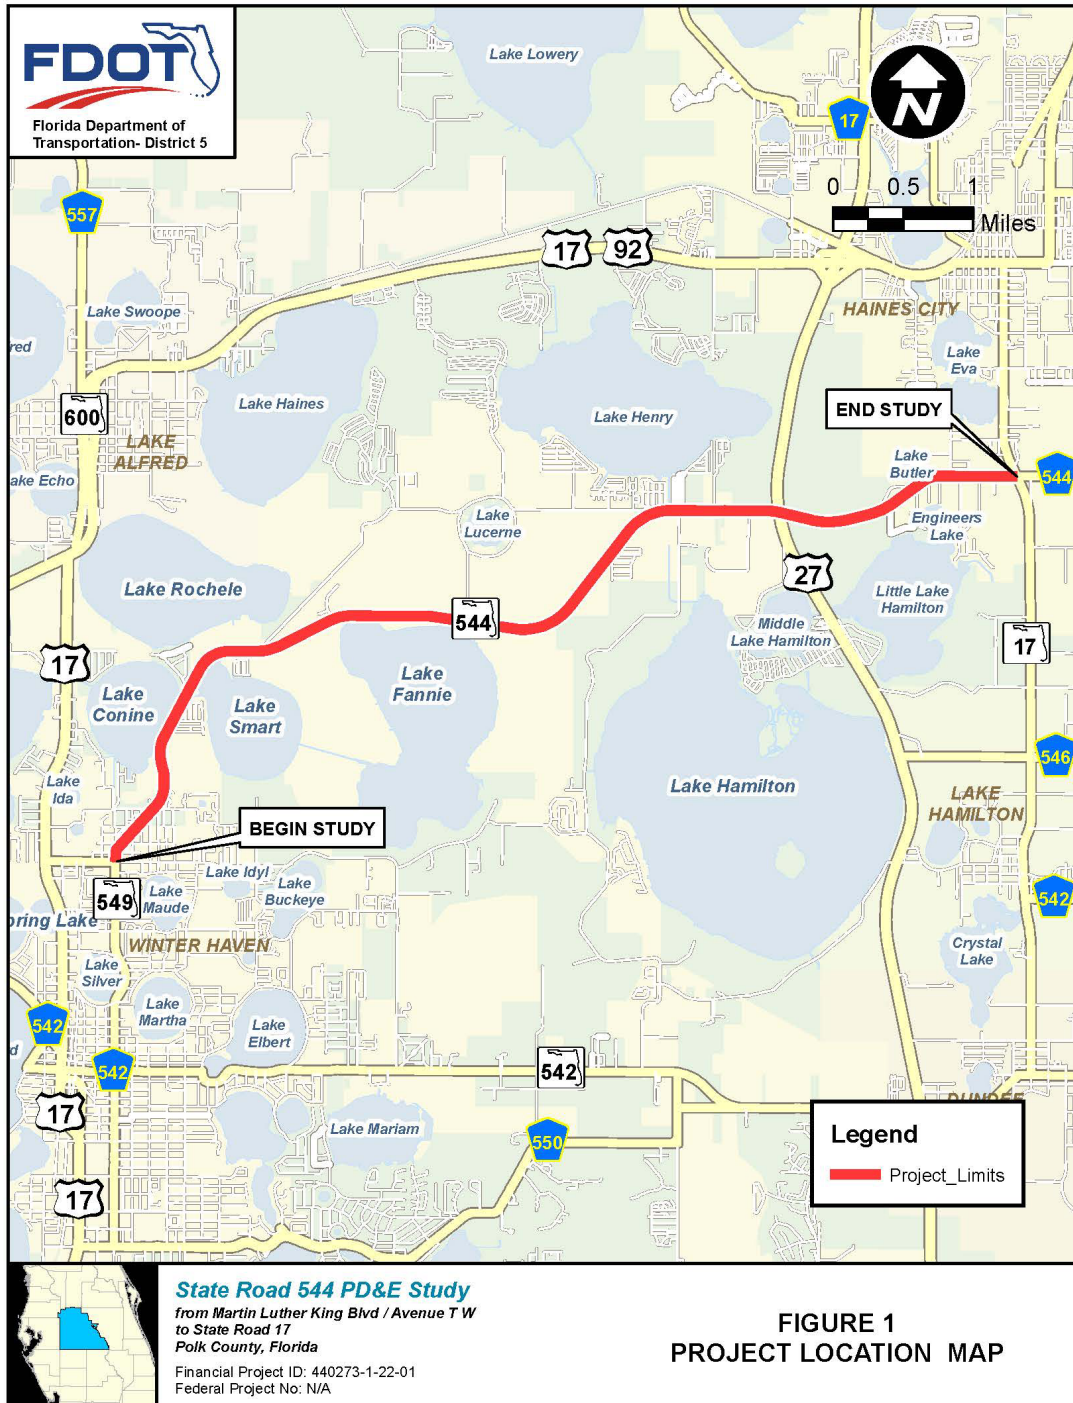 FDOT
Florida Department of
Transportation- District 5
Lake Lowery
17
N
0 0.5 1
Miles
557
17
92
HAINES CITY
Lake Swoope
red
Lake
Eva
600
Lake Haines
Lake Henry
END STUDY
LAKE
ALFRED
Lake
Butler
544
ake Echo
Lake
Lucerne
Engineers
Lake
27
Lake Rochele
Little Lake
Hamilton
544
Middle
Lake Hamilton
17
17
Lake
Conine
Lake
Smart
Lake
Fannie
546
Lake
Ida
Lake Hamilton
LAKE
HAMILTON
BEGIN STUDY
Lake Idyl
549
Lake
Maude
Lake
Buckeye
542
oring Lake
WINTER HAVEN
Crystal
Lake
Lake
Silver
Lake
Martha
542
Lake
Elbert
d
542
542
DUNDEE
17
Lake Mariam
550
Legend
Project_Limits
17
State Road 544 PD&E Study
from Martin Luther King Blvd / Avenue T W
to State Road 17
Polk County, Florida
Financial Project ID: 440273-1-22-01
Federal Project No: N/A
FIGURE 1
PROJECT LOCATION MAP